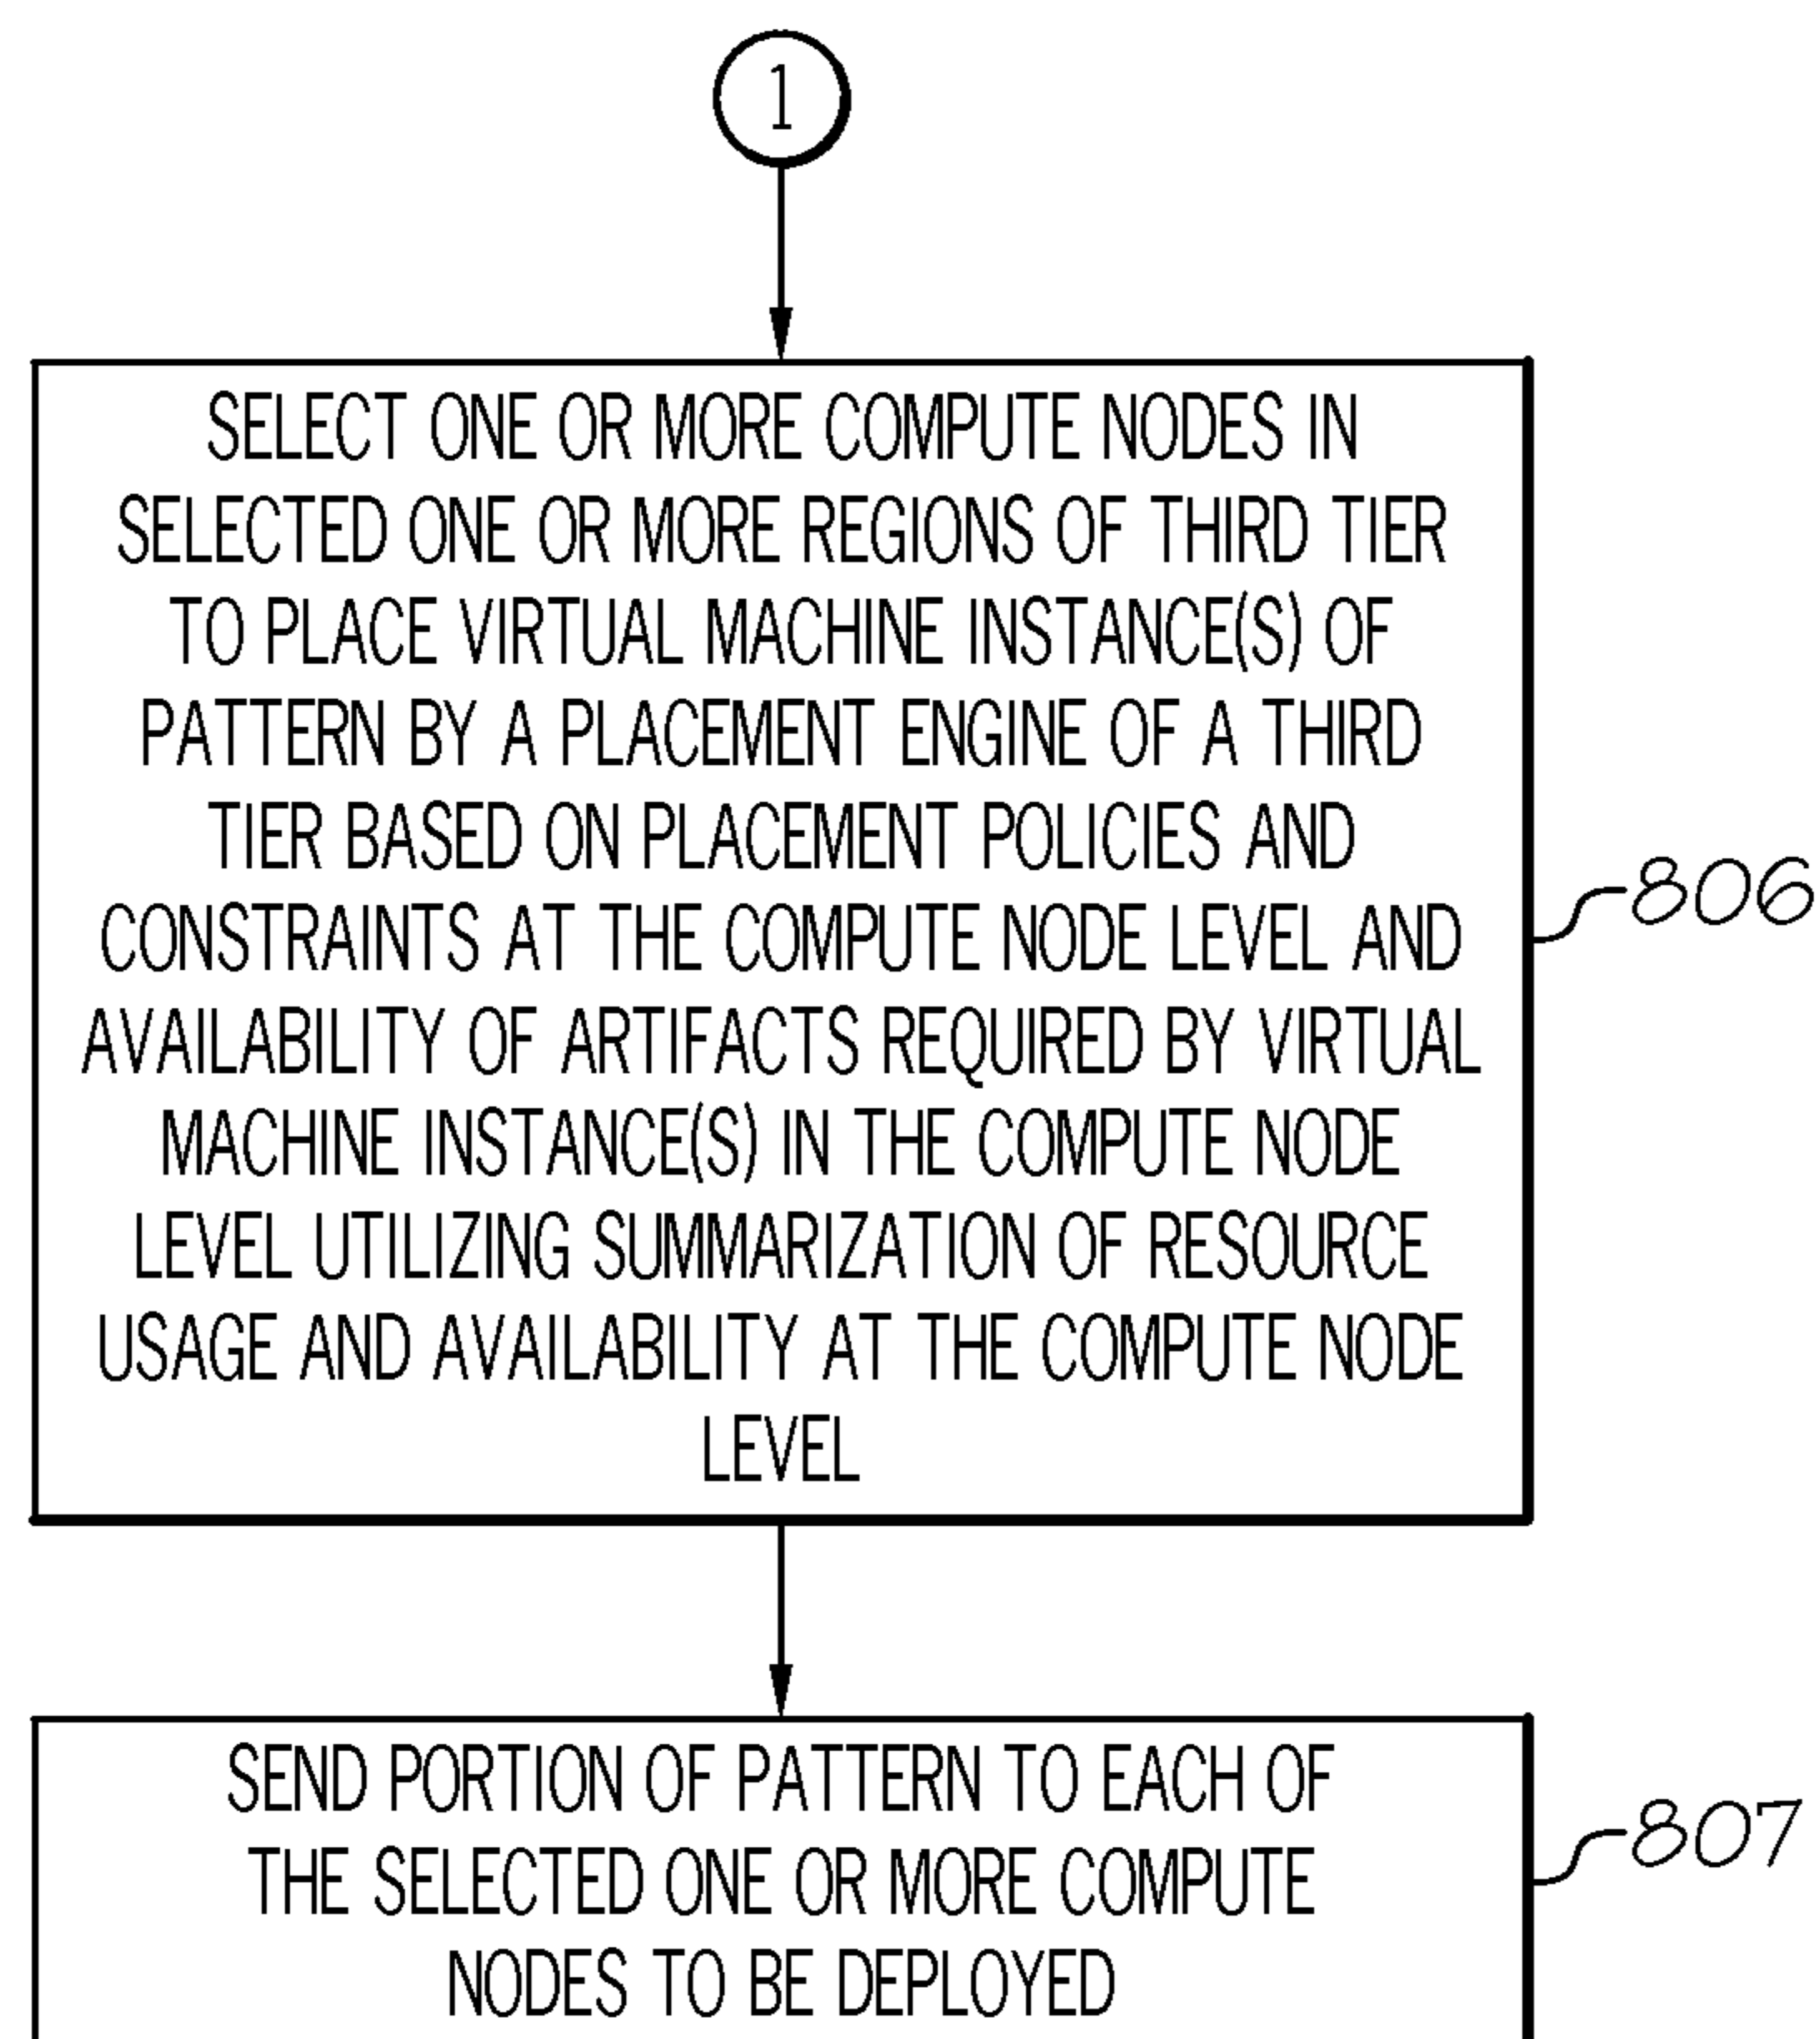 1
SELECT ONE OR MORE COMPUTE NODES IN
SELECTED ONE OR MORE REGIONS OF THIRD TIER
TO PLACE VIRTUAL MACHINE INSTANCE(S) OF
PATTERN BY A PLACEMENT ENGINE OF A THIRD
TIER BASED ON PLACEMENT POLICIES AND
CONSTRAINTS AT THE COMPUTE NODE LEVEL AND
AVAILABILITY OF ARTIFACTS REQUIRED BY VIRTUAL
MACHINE INSTANCE(S) IN THE COMPUTE NODE
LEVEL UTILIZING SUMMARIZATION OF RESOURCE
USAGE AND AVAILABILITY AT THE COMPUTE NODE
LEVEL
806
SEND PORTION OF PATTERN TO EACH OF
THE SELECTED ONE OR MORE COMPUTE
NODES TO BE DEPLOYED
807